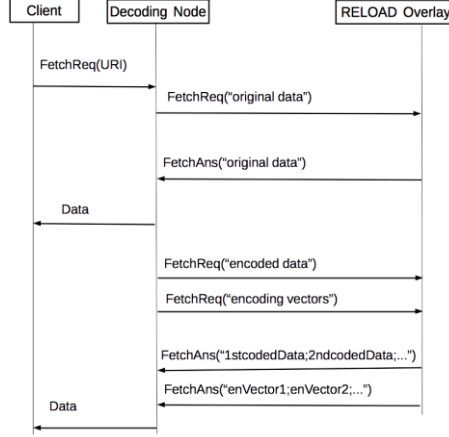 Client
Decoding Node
RELOAD Overlay
FetchReq(URI)
FetchReq(“original data”)
FetchAns(“original data”)
Data
FetchReq(“encoded data”)
FetchReq(“encoding vectors”)
FetchAns(“1stcodedData;2ndcodedData;...”)
FetchAns(“enVector1;enVector2;...”)
Data